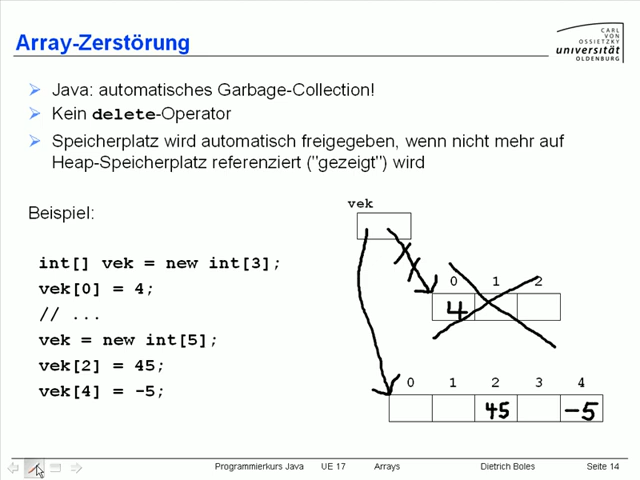 Array-Zerstörung
CARL
VON
OSSIETZKY
universität
OLDENBURG
Java: automatisches Garbage-Collection!
Kein delete-Operator
Speicherplatz wird automatisch freigegeben, wenn nicht mehr auf
Heap-Speicherplatz referenziert ("gezeigt") wird
Beispiel:
int[] vek = new int[3];
vek[0] = 4;
// ...
vek = new int[5];
vek[2] = 45;
vek[4] = -5;
vek
0 1 2
4
0 1 2 3 4
45 -5
Programmierkurs Java UE 17 Arrays Dietrich Boles Seite 14